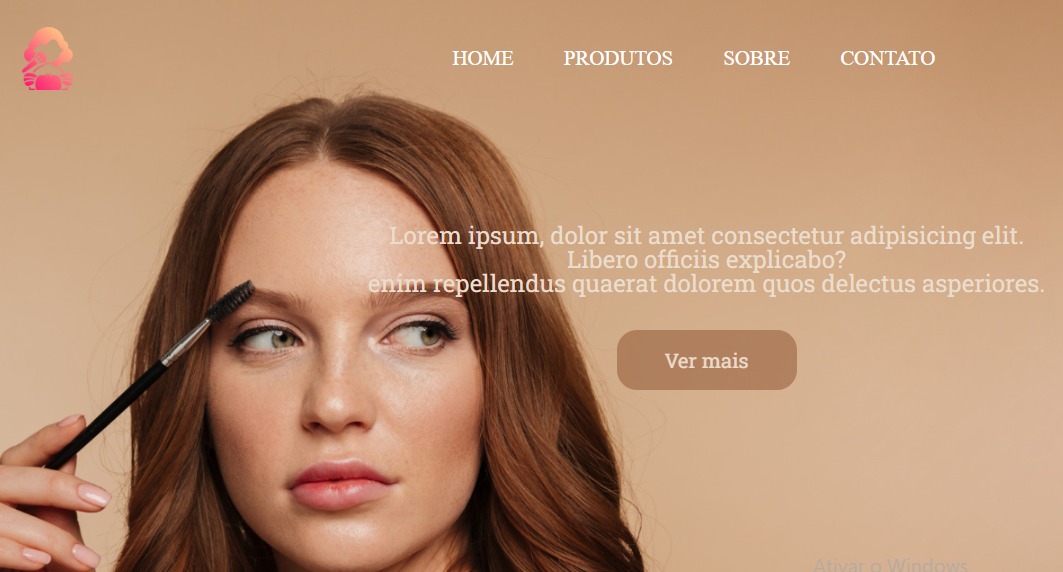 HOME PRODUTOS SOBRE CONTATO
Lorem ipsum, dolor sit amet consectetur adipisicing elit.
Libero officiis explicabo?
enim repellendus quaerat dolorem quos delectus asperiores.
Ver mais
Ativar o Windows